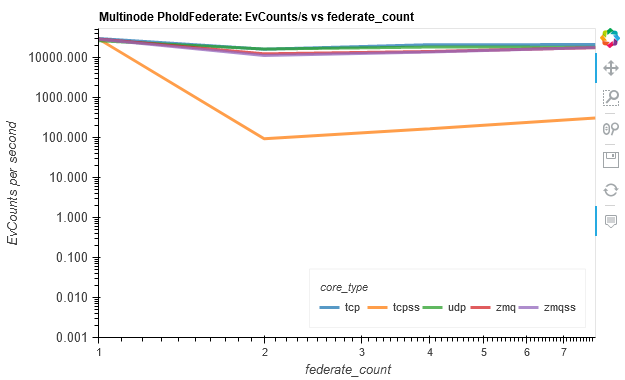 Multinode PholdFederate: EvCounts/s vs federate_count
EvCounts per second
10000.000
1000.000
100.000
10.000
1.000
0.100
0.010
0.001
core_type
tcp tcpss udp zmq zmqss
1 2 3 4 5 6 7
federate_count